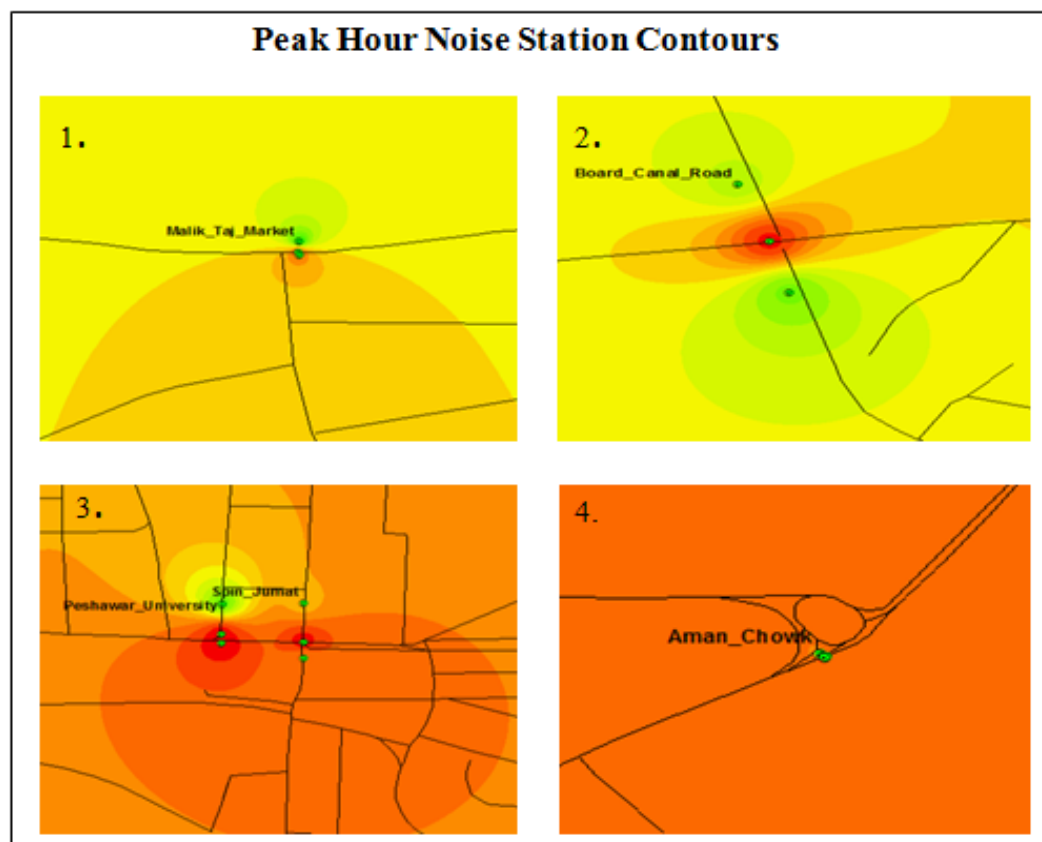 Peak Hour Noise Station Contours
1.
Malik_Taj_Market
2.
Board_Canal_Road
3.
Spin_Jumat
Peshawar_University
4.
Aman_Chowk